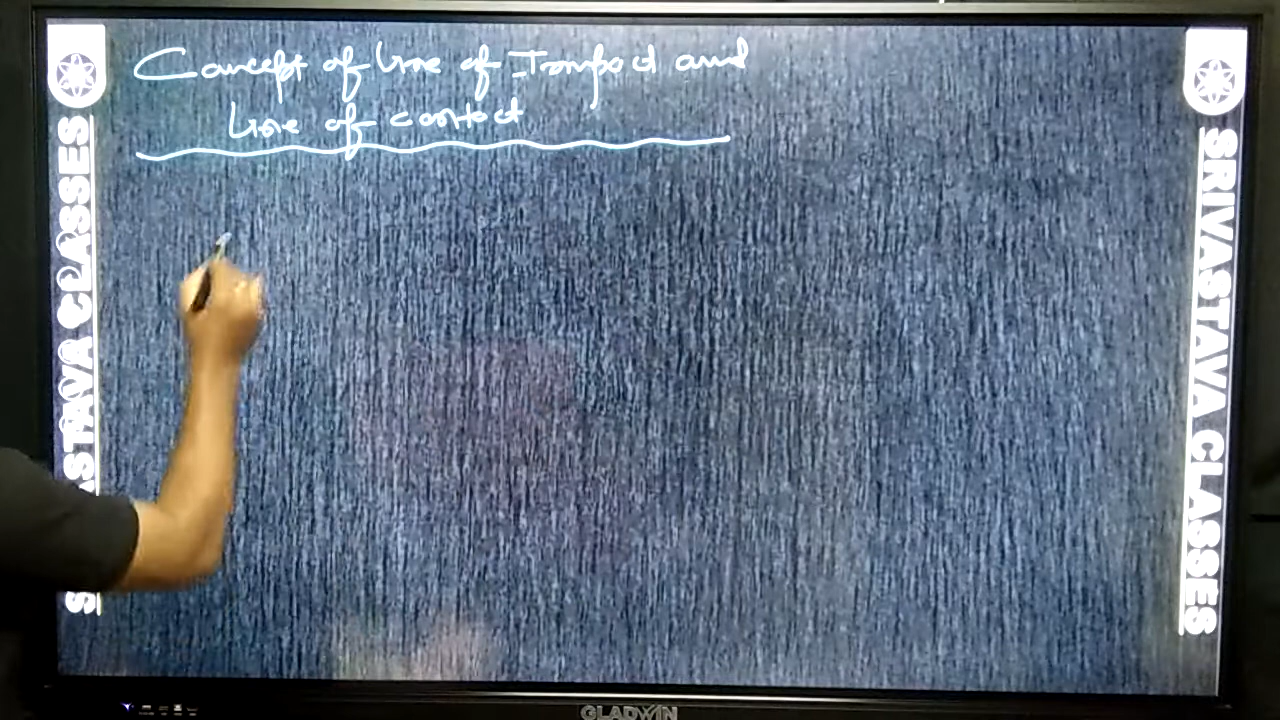 Concept of Line of Impact and
Line of contact
SRIVASTAVA CLASSES
SRIVASTAVA CLASSES
GLADWIN